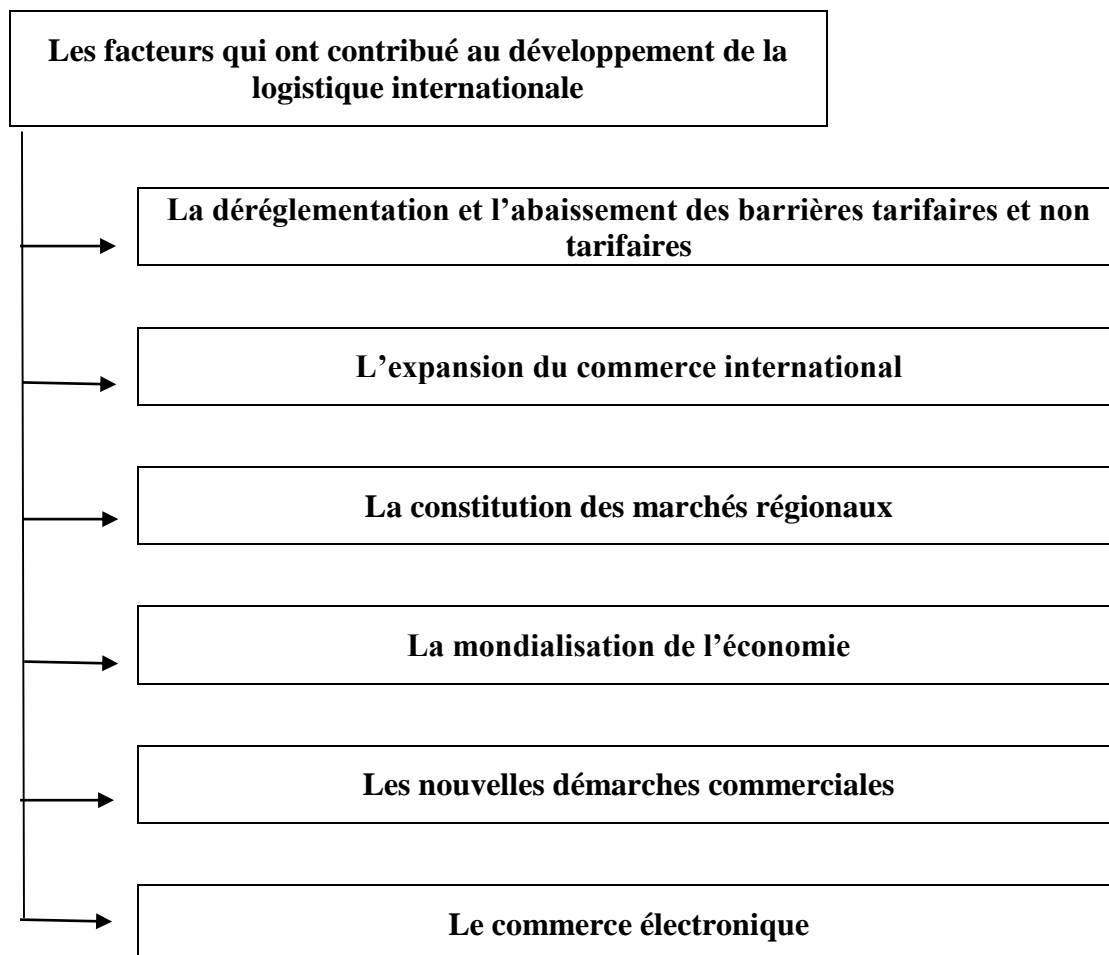 Les facteurs qui ont contribué au développement de la
logistique internationale
La déréglementation et l’abaissement des barrières tarifaires et non
tarifaires
L’expansion du commerce international
La constitution des marchés régionaux
La mondialisation de l’économie
Les nouvelles démarches commerciales
Le commerce électronique